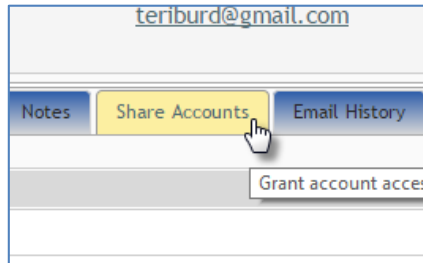 teriburd@gmail.com
Notes Share Accounts Email History
Grant account acces